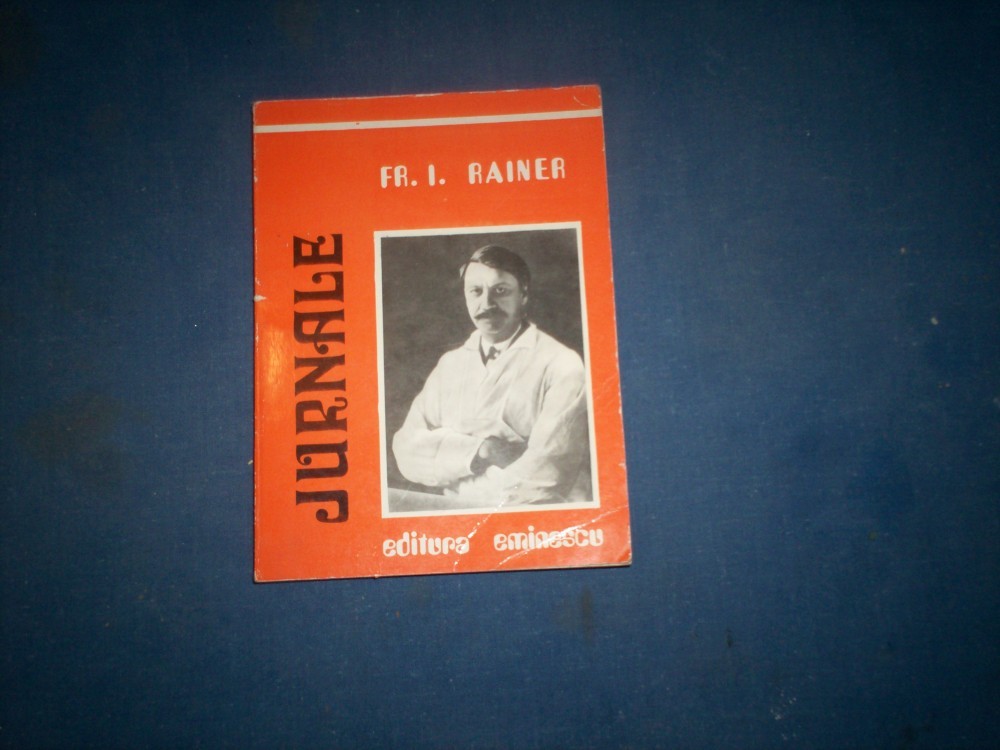 FR. I. RAINER
JURNALE
editura eminescu